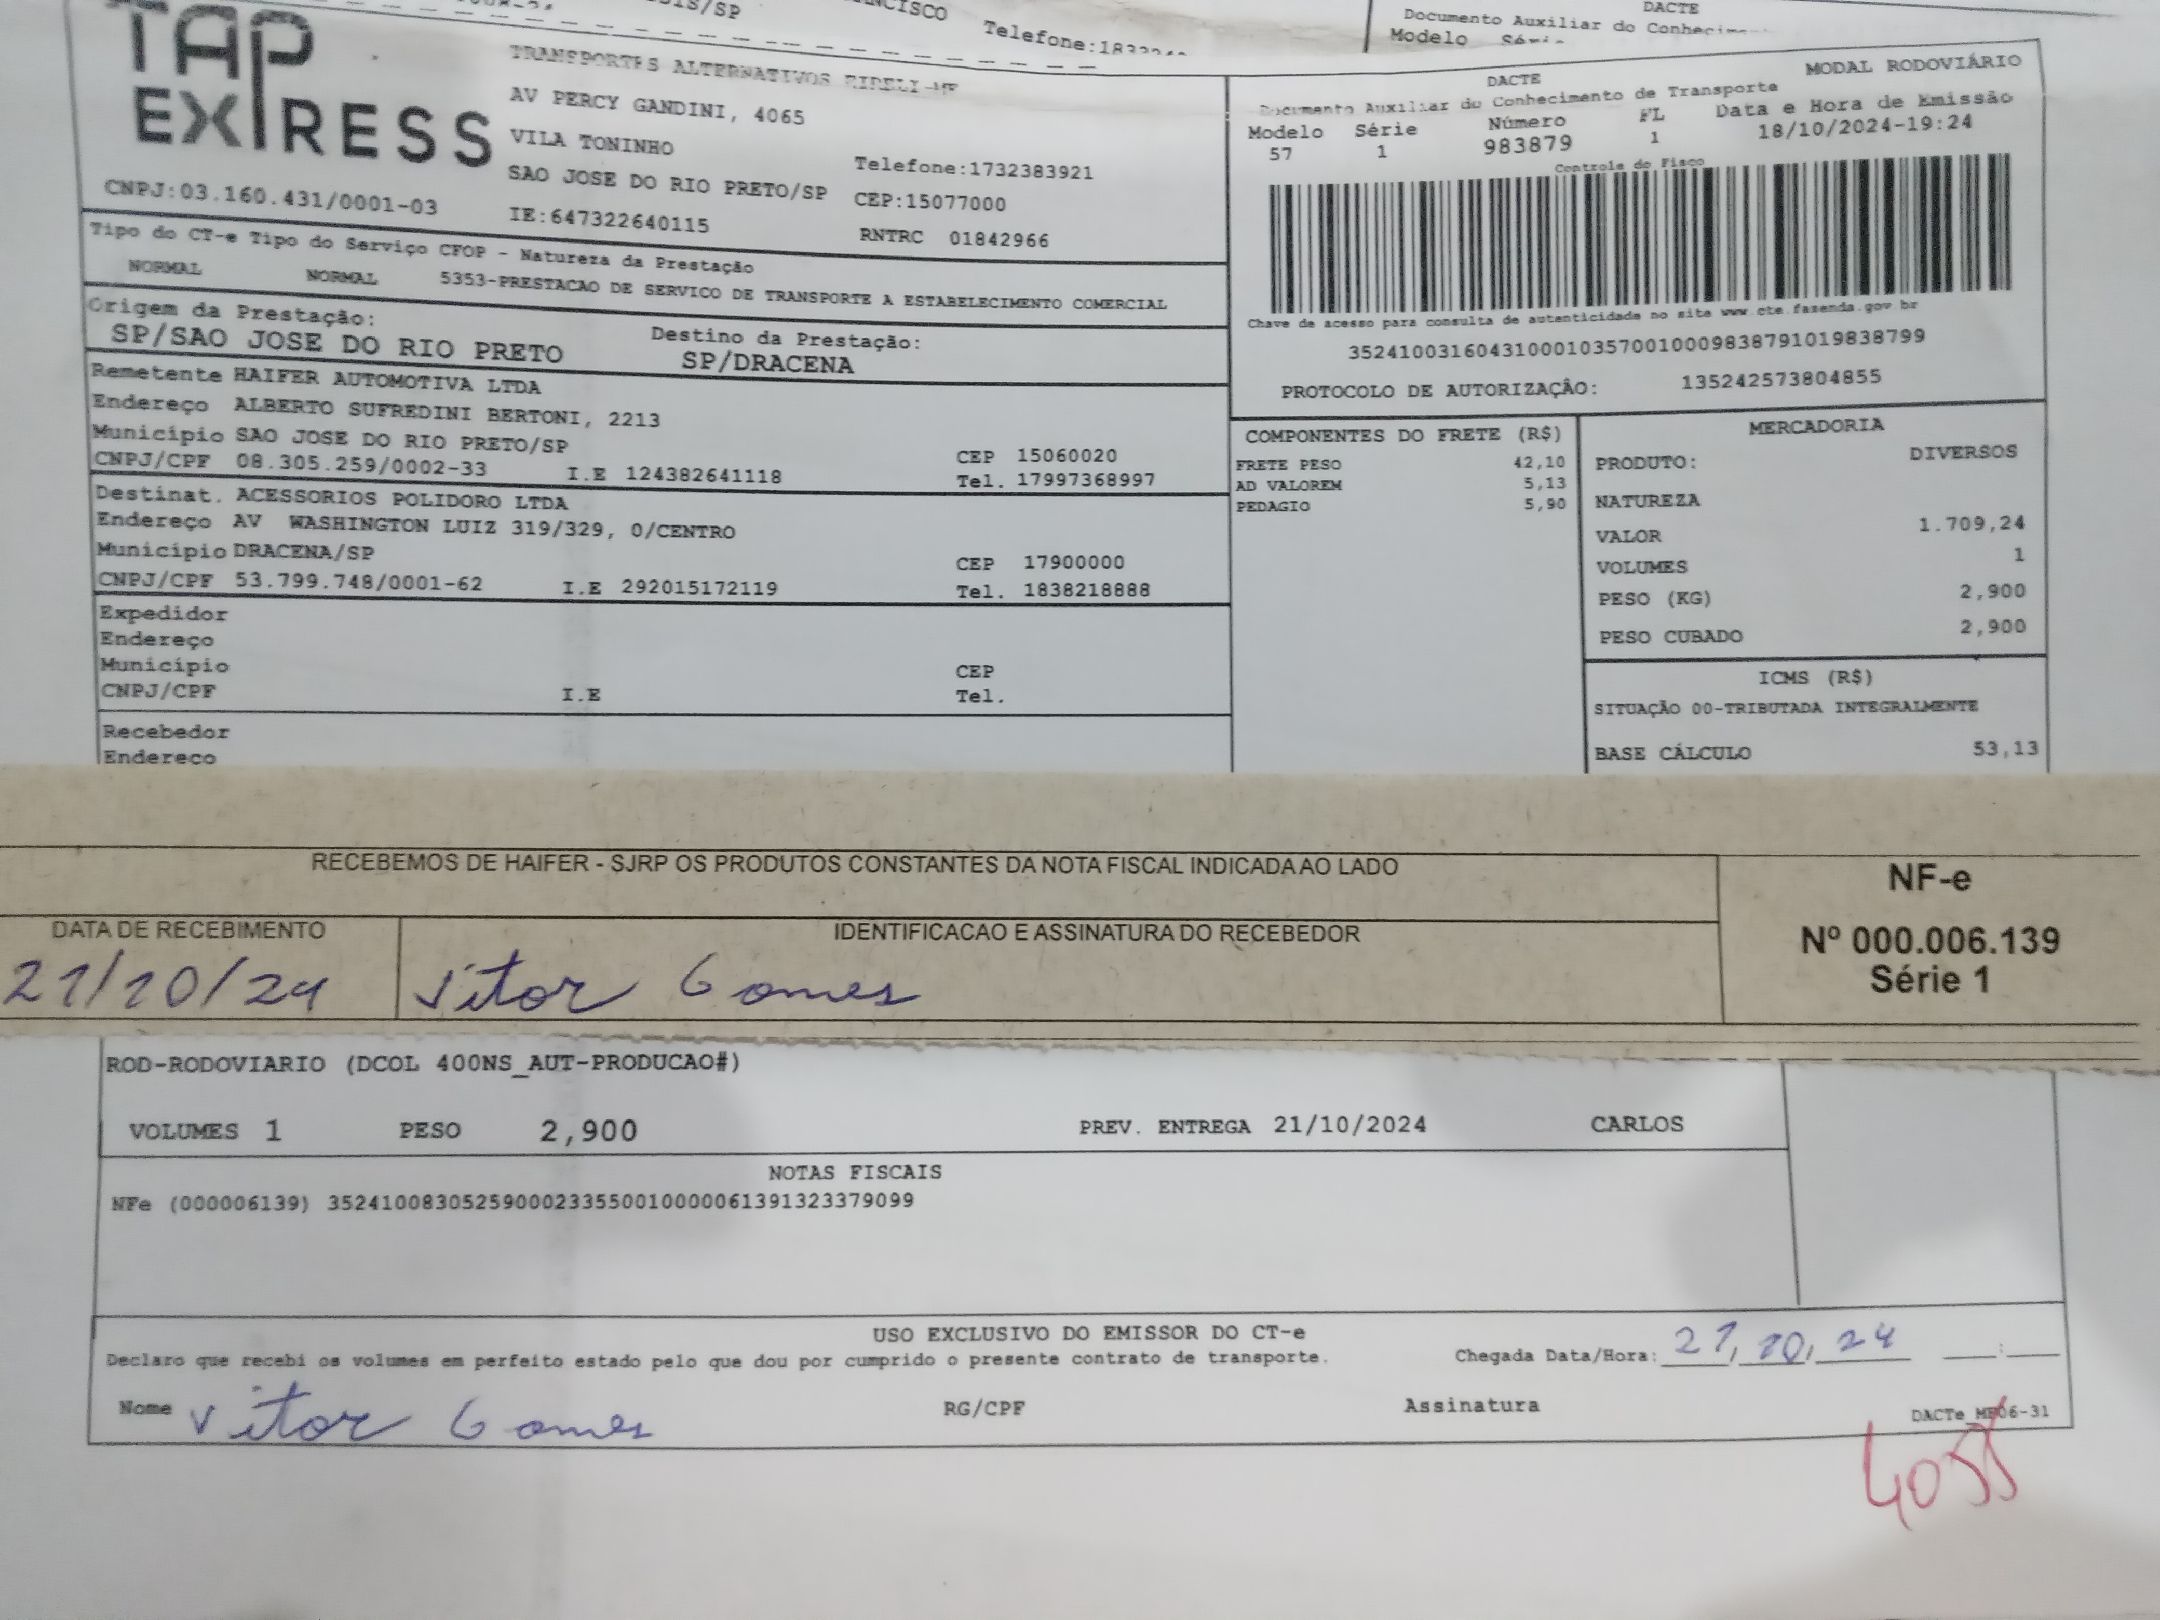 CISCO
Telefone:
DACTE
Documento Auxiliar do
Modelo
TAP
EXPRESS
CNPJ:03.160.431/0001-03
TRANSPORTES ALTERNATIVOS EIRELI-ME
AV PERCY GANDINI, 4065
VILA TONINHO
SAO JOSE DO RIO PRETO/SP
IE:647322640115
Telefone:1732383921
CEP:15077000
RNTRC 01842966
DACTE
MODAL RODOVIÁRIO
Documento Auxiliar do Conhecimento de Transporte
Modelo Série Número FL Data e Hora de Emissão
57 1 983879 1 18/10/2024-19:24
Controle do Fisco
Chave de acesso para consulta de autenticidade no site www.cte.fazenda.gov br
35241003160431000103570010009838791019838799
PROTOCOLO DE AUTORIZAÇÃO: 135242573804855
Tipo do CT-e Tipo do Serviço CFOP - Natureza da Prestação
NORMAL NORMAL 5353-PRESTACAO DE SERVICO DE TRANSPORTE A ESTABELECIMENTO COMERCIAL
Origem da Prestação: Destino da Prestação:
SP/SAO JOSE DO RIO PRETO SP/DRACENA
Remetente HAIFER AUTOMOTIVA LTDA
Endereço ALBERTO SUFREDINI BERTONI, 2213
Município SAO JOSE DO RIO PRETO/SP CEP 15060020
CNPJ/CPF 08.305.259/0002-33 I.E 124382641118 Tel. 17997368997
Destinat. ACESSORIOS POLIDORO LTDA
Endereço AV WASHINGTON LUIZ 319/329, 0/CENTRO
Município DRACENA/SP CEP 17900000
CNPJ/CPF 53.799.748/0001-62 I.E 292015172119 Tel. 1838218888
Expedidor
Endereço
Município CEP
CNPJ/CPF I.E Tel.
Recebedor
Endereço
COMPONENTES DO FRETE (R$)
FRETE PESO 42,10
AD VALOREM 5,13
PEDAGIO 5,90
MERCADORIA
PRODUTO: DIVERSOS
NATUREZA
VALOR 1.709,24
VOLUMES 1
PESO (KG) 2,900
PESO CUBADO 2,900
ICMS (R$)
SITUAÇÃO 00-TRIBUTADA INTEGRALMENTE
BASE CÁLCULO 53,13
RECEBEMOS DE HAIFER - SJRP OS PRODUTOS CONSTANTES DA NOTA FISCAL INDICADA AO LADO
DATA DE RECEBIMENTO
21/10/24
IDENTIFICACAO E ASSINATURA DO RECEBEDOR
Vitor Gomes
NF-e
Nº 000.006.139
Série 1
ROD-RODOVIARIO (DCOL 400NS_AUT-PRODUCAO#)
VOLUMES 1 PESO 2,900 PREV. ENTREGA 21/10/2024 CARLOS
NOTAS FISCAIS
NFe (000006139) 35241008305259000233550010000061391323379099
USO EXCLUSIVO DO EMISSOR DO CT-e
Declaro que recebi os volumes em perfeito estado pelo que dou por cumprido o presente contrato de transporte. Chegada Data/Hora: 21/10/24 __:__
Nome Vitor Gomes RG/CPF Assinatura DACTe_MF06-31